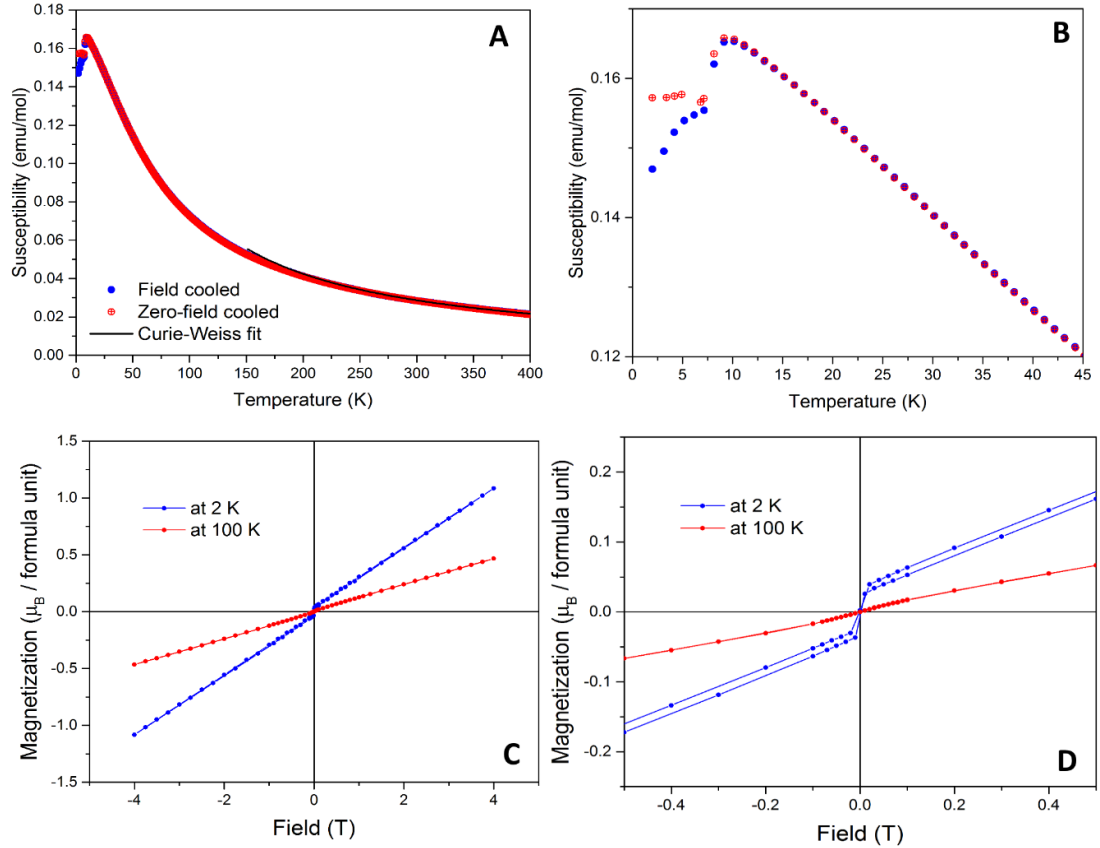 A
Susceptibility (emu/mol)
0.18
0.16
0.14
0.12
0.10
0.08
0.06
0.04
0.02
0.00
Field cooled
Zero-field cooled
Curie-Weiss fit
0 50 100 150 200 250 300 350 400
Temperature (K)
B
Susceptibility (emu/mol)
0.16
0.14
0.12
0 5 10 15 20 25 30 35 40 45
Temperature (K)
C
Magnetization (μB / formula unit)
1.5
1.0
0.5
0.0
-0.5
-1.0
-1.5
at 2 K
at 100 K
-4 -2 0 2 4
Field (T)
D
Magnetization (μB / formula unit)
0.2
0.1
0.0
-0.1
-0.2
at 2 K
at 100 K
-0.4 -0.2 0.0 0.2 0.4
Field (T)